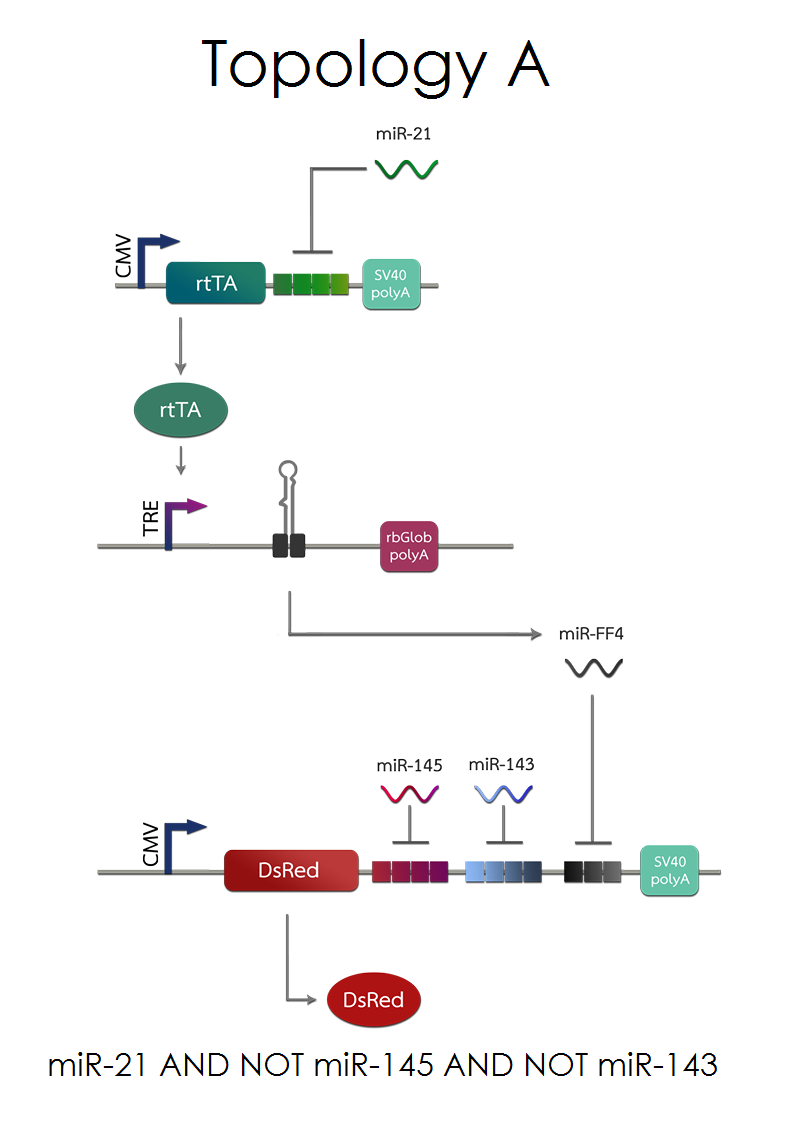 Topology A
miR-21
CMV
rtTA
SV40
polyA
rtTA
TRE
rbGlob
polyA
miR-FF4
miR-145
miR-143
CMV
DsRed
SV40
polyA
DsRed
miR-21 AND NOT miR-145 AND NOT miR-143